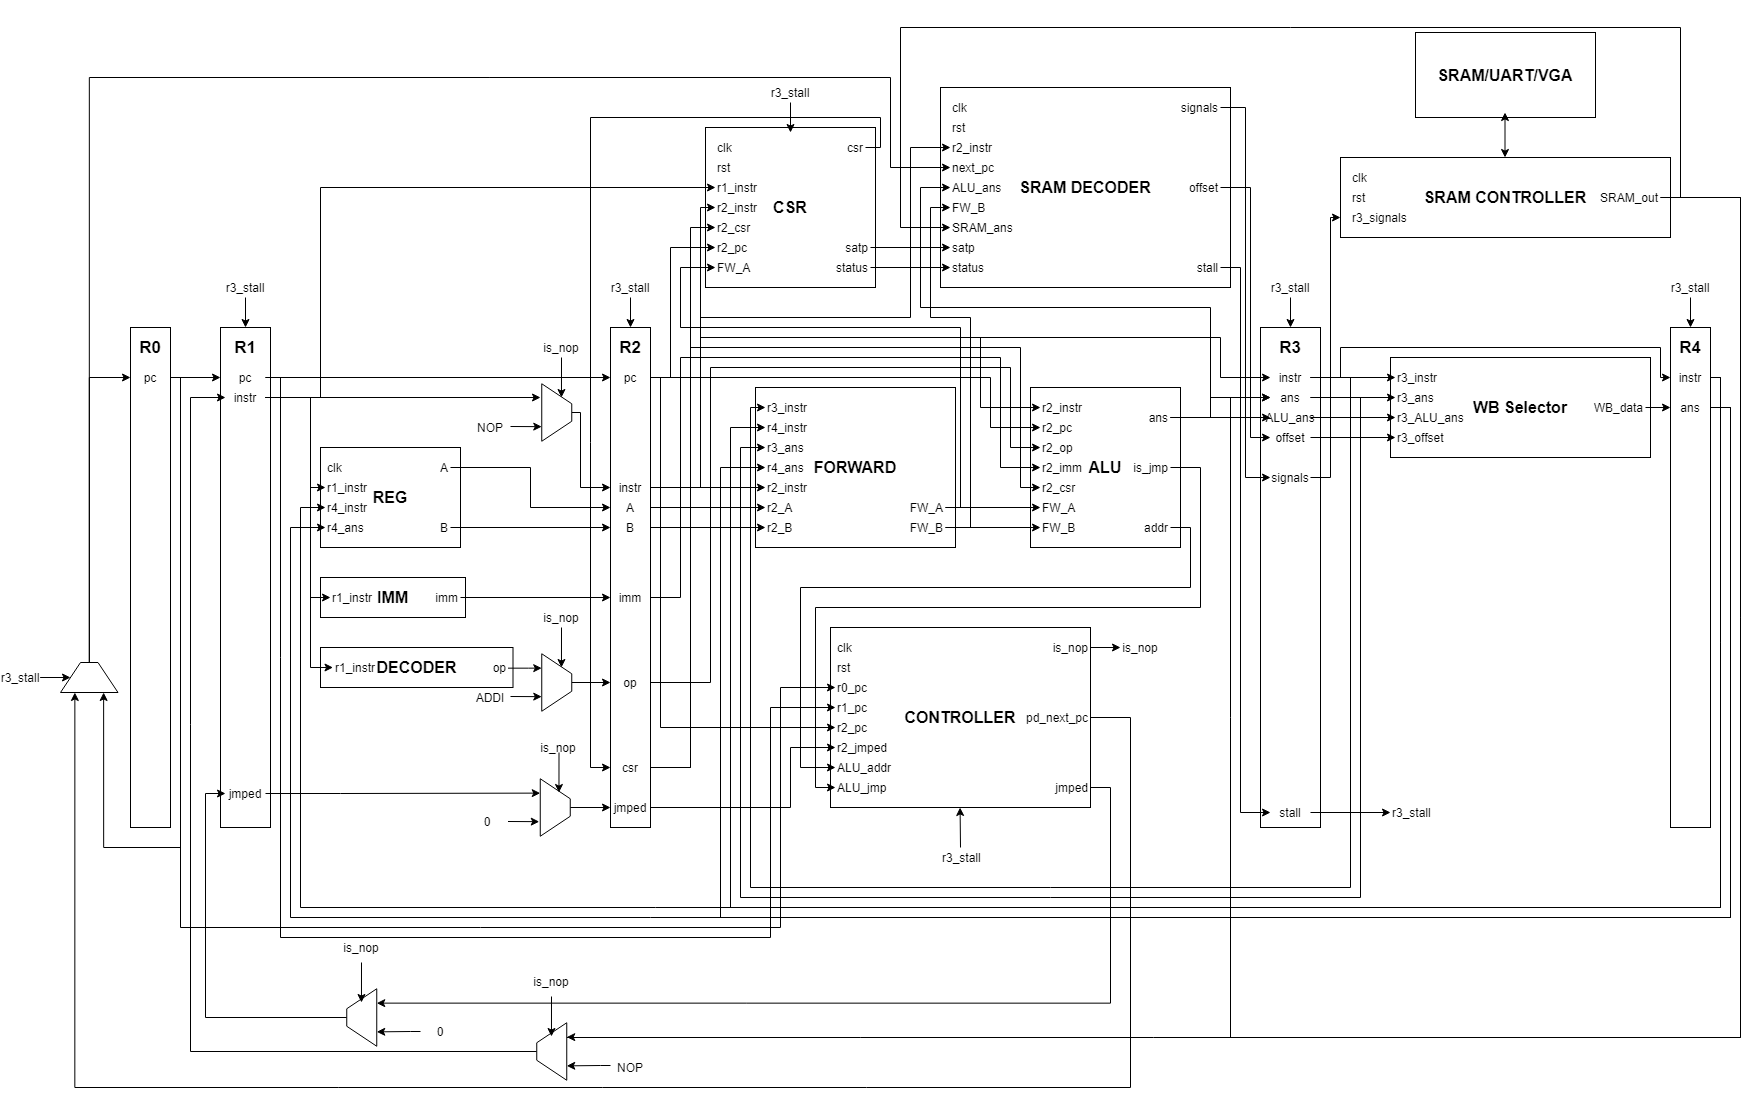 SRAM/UART/VGA
r3_stall
CSR
clk
rst
r1_instr
r2_instr
r2_csr
r2_pc
FW_A
csr
satp
status
SRAM DECODER
clk
rst
r2_instr
next_pc
ALU_ans
FW_B
SRAM_ans
satp
status
signals
offset
stall
SRAM CONTROLLER
clk
rst
r3_signals
SRAM_out
R0
pc
r3_stall
R1
pc
instr
jmped
is_nop
NOP
REG
clk
r1_instr
r4_instr
r4_ans
A
B
r1_instr
IMM
imm
r1_instr
DECODER
op
is_nop
ADDI
is_nop
0
r3_stall
R2
pc
instr
A
B
imm
op
csr
jmped
FORWARD
r3_instr
r4_instr
r3_ans
r4_ans
r2_instr
r2_A
r2_B
FW_A
FW_B
ALU
r2_instr
r2_pc
r2_op
r2_imm
r2_csr
FW_A
FW_B
ans
is_jmp
addr
CONTROLLER
clk
rst
r0_pc
r1_pc
r2_pc
r2_jmped
ALU_addr
ALU_jmp
is_nop
pd_next_pc
jmped
is_nop
r3_stall
r3_stall
R3
instr
ans
ALU_ans
offset
signals
stall
r3_stall
WB Selector
r3_instr
r3_ans
r3_ALU_ans
r3_offset
WB_data
r3_stall
R4
instr
ans
r3_stall
is_nop
0
is_nop
NOP